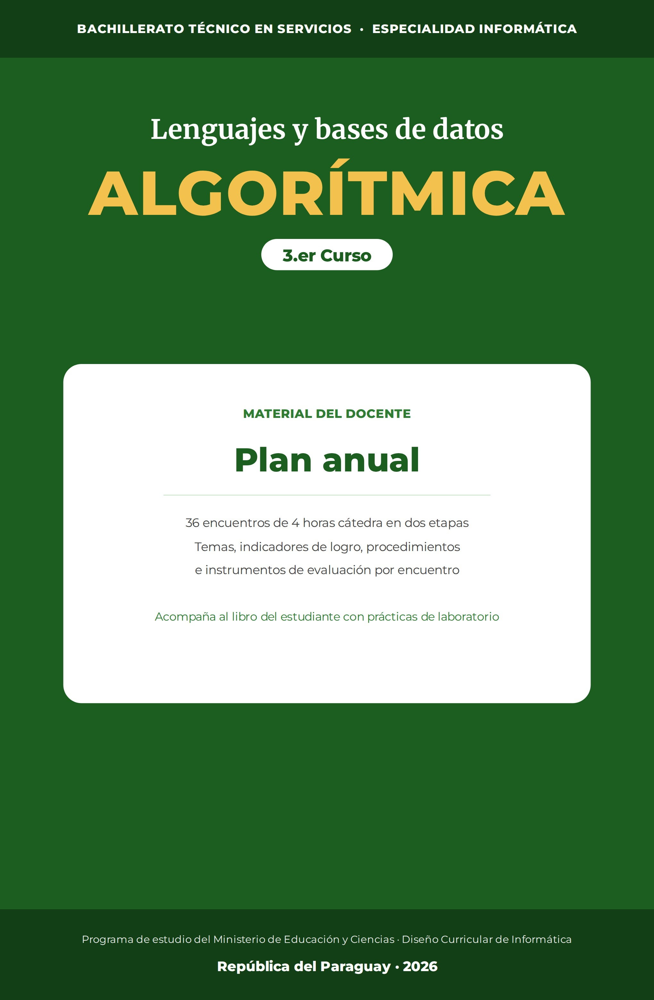 BACHILLERATO TÉCNICO EN SERVICIOS • ESPECIALIDAD INFORMÁTICA
Lenguajes y bases de datos
ALGORÍTMICA
3.er Curso
MATERIAL DEL DOCENTE
Plan anual
36 encuentros de 4 horas cátedra en dos etapas
Temas, indicadores de logro, procedimientos
e instrumentos de evaluación por encuentro
Acompaña al libro del estudiante con prácticas de laboratorio
Programa de estudio del Ministerio de Educación y Ciencias · Diseño Curricular de Informática
República del Paraguay · 2026